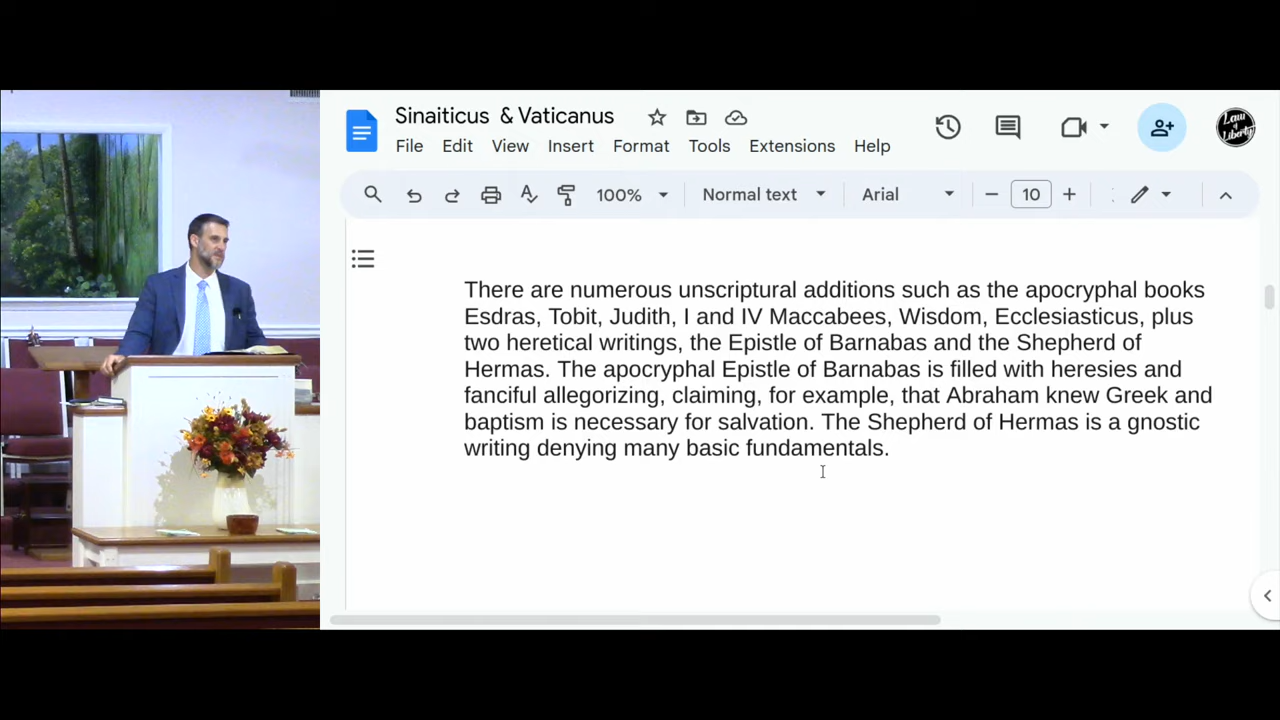 Sinaiticus & Vaticanus
File Edit View Insert Format Tools Extensions Help
100% Normal text Arial 10
There are numerous unscriptural additions such as the apocryphal books
Esdras, Tobit, Judith, I and IV Maccabees, Wisdom, Ecclesiasticus, plus
two heretical writings, the Epistle of Barnabas and the Shepherd of
Hermas. The apocryphal Epistle of Barnabas is filled with heresies and
fanciful allegorizing, claiming, for example, that Abraham knew Greek and
baptism is necessary for salvation. The Shepherd of Hermas is a gnostic
writing denying many basic fundamentals.
Law of
Liberty